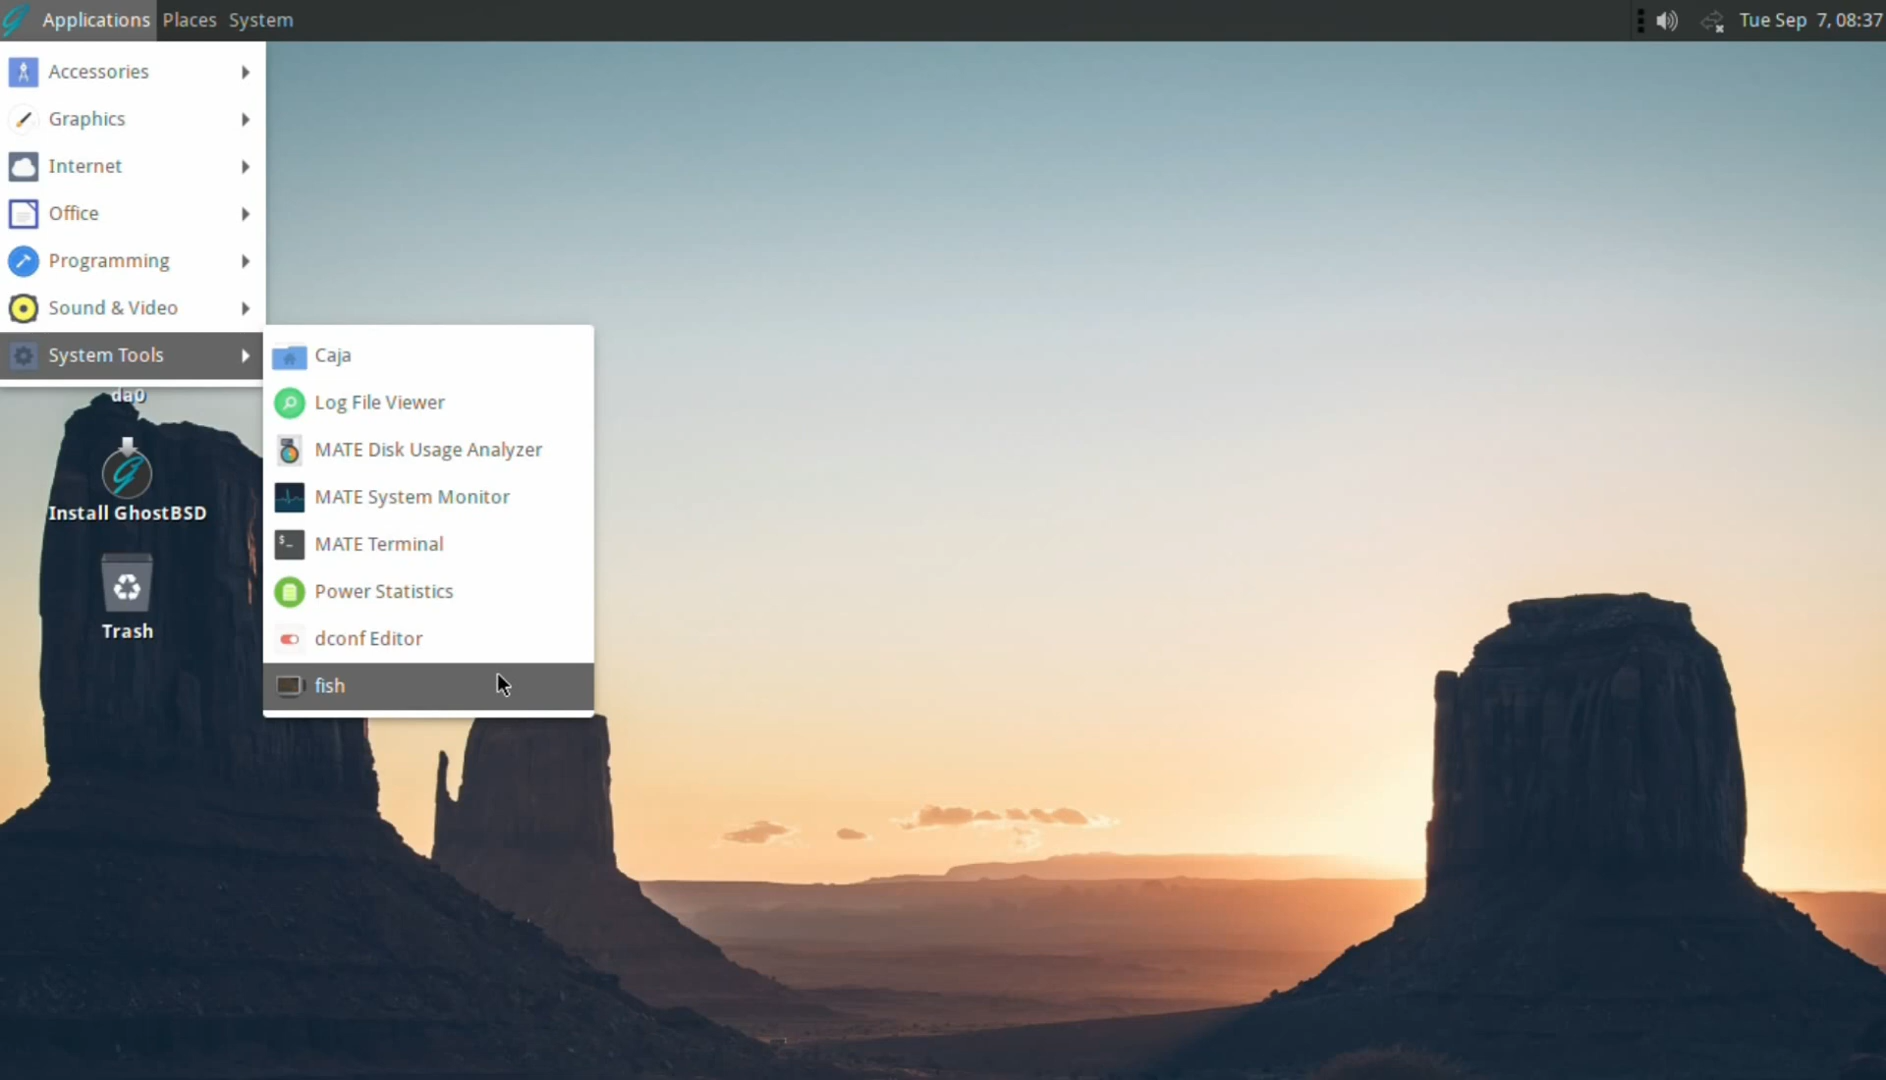 Applications Places System
Tue Sep 7, 08:37
Accessories
Graphics
Internet
Office
Programming
Sound & Video
System Tools
Caja
Log File Viewer
MATE Disk Usage Analyzer
MATE System Monitor
$_
MATE Terminal
Power Statistics
dconf Editor
fish
da0
Install GhostBSD
Trash